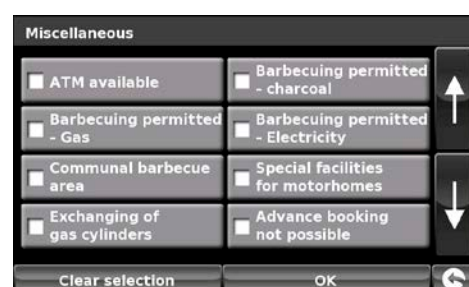 Miscellaneous
ATM available
Barbecuing permitted
- charcoal
Barbecuing permitted
- Gas
Barbecuing permitted
- Electricity
Communal barbecue
area
Special facilities
for motorhomes
Exchanging of
gas cylinders
Advance booking
not possible
Clear selection
OK